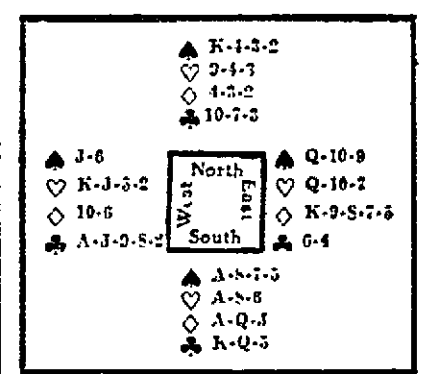 ♠ K-4-3-2
♡ 9-4-3
♢ 4-3-2
♣ 10-7-3
♠ J-6
♡ K-J-5-2
♢ 10-6
♣ A-J-9-8-2
North
West
East
South
♠ Q-10-9
♡ Q-10-7
♢ K-9-8-7-5
♣ 6-4
♠ A-8-7-5
♡ A-8-6
♢ A-Q-J
♣ K-Q-5